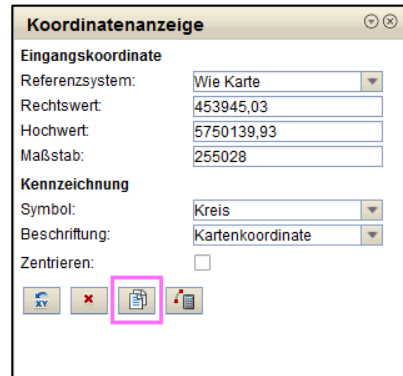 Koordinatenanzeige
Eingangskoordinate
Referenzsystem: Wie Karte
Rechtswert: 453945,03
Hochwert: 5750139,93
Maßstab: 255028
Kennzeichnung
Symbol: Kreis
Beschriftung: Kartenkoordinate
Zentrieren:
XY